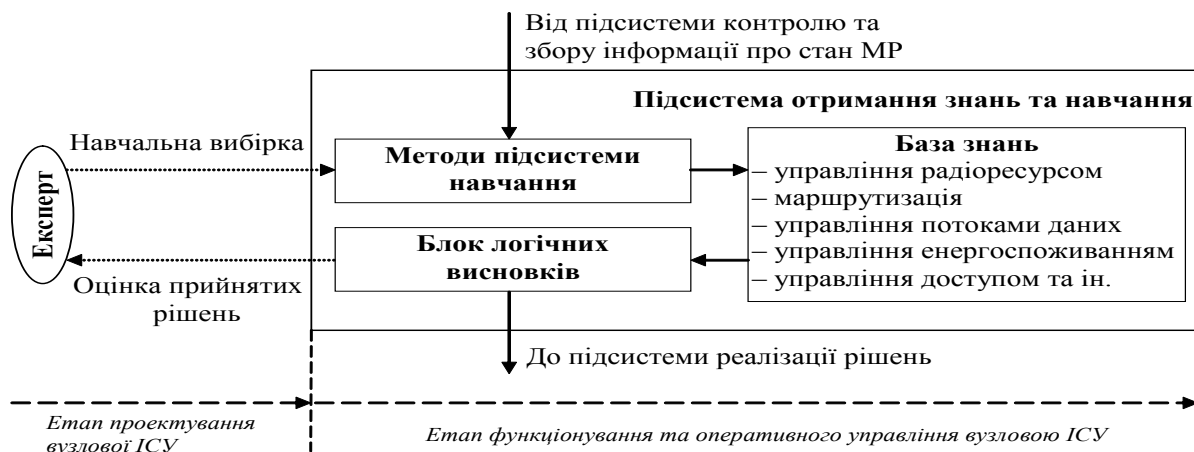 Від підсистеми контролю та
збору інформації про стан МР
Підсистема отримання знань та навчання
Навчальна вибірка
Методи підсистеми
навчання
База знань
– управління радіоресурсом
– маршрутизація
– управління потоками даних
– управління енергоспоживанням
– управління доступом та ін.
Експерт
Блок логічних
висновків
Оцінка прийнятих
рішень
До підсистеми реалізації рішень
Етап проектування
вузлової ІСУ
Етап функціонування та оперативного управління вузловою ІСУ